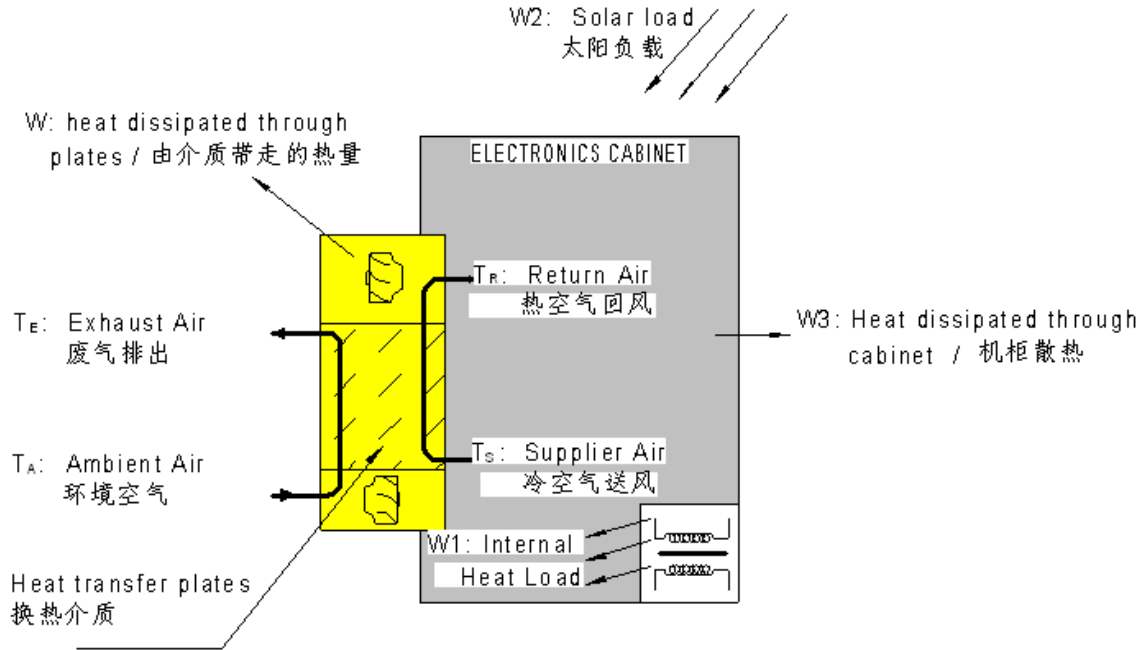 W2: Solar load
太阳负载
W: heat dissipated through
plates / 由介质带走的热量
ELECTRONICS CABINET
TR: Return Air
热空气回风
TE: Exhaust Air
废气排出
W3: Heat dissipated through
cabinet / 机柜散热
TS: Supplier Air
冷空气送风
TA: Ambient Air
环境空气
W1: Internal
Heat Load
Heat transfer plates
换热介质